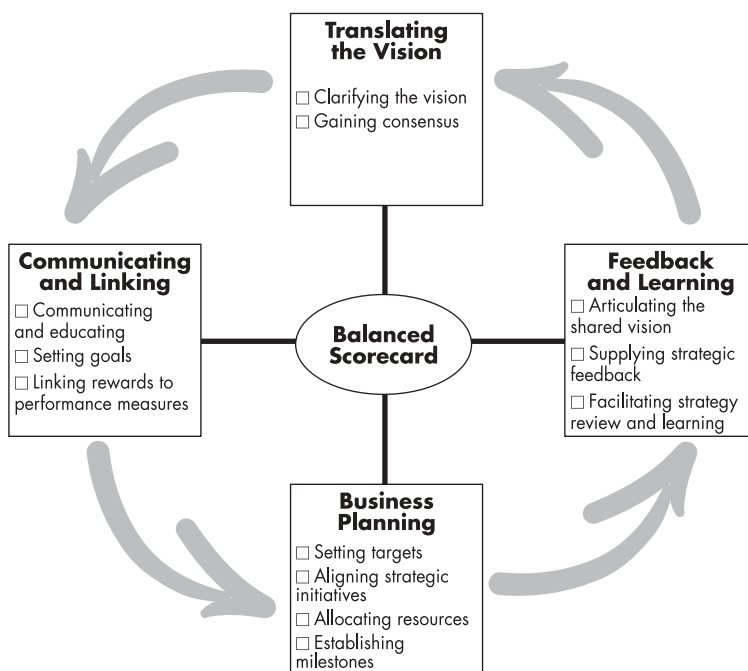 Translating
the Vision
☐ Clarifying the vision
☐ Gaining consensus
Communicating
and Linking
☐ Communicating
and educating
☐ Setting goals
☐ Linking rewards to
performance measures
Balanced
Scorecard
Feedback
and Learning
☐ Articulating the
shared vision
☐ Supplying strategic
feedback
☐ Facilitating strategy
review and learning
Business
Planning
☐ Setting targets
☐ Aligning strategic
initiatives
☐ Allocating resources
☐ Establishing
milestones